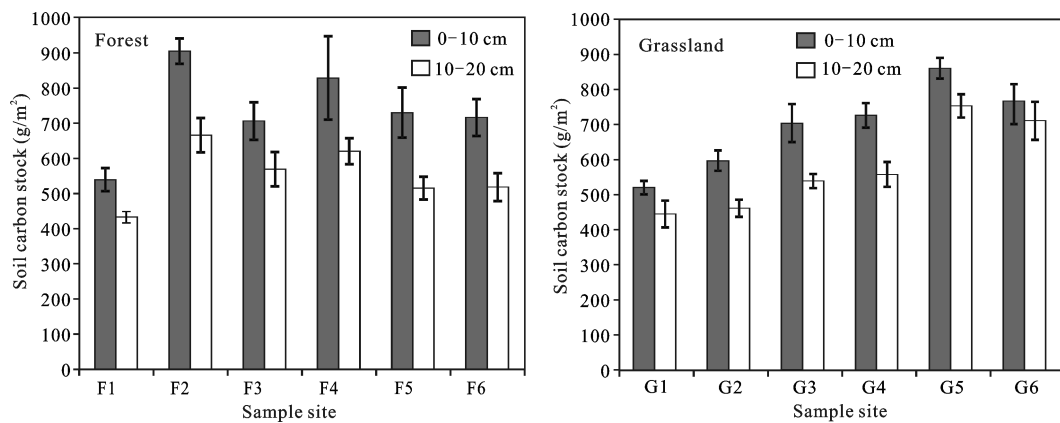 Forest
0-10 cm
10-20 cm
Soil carbon stock (g/m²)
1000
900
800
700
600
500
400
300
200
100
0
F1 F2 F3 F4 F5 F6
Sample site
Grassland
0-10 cm
10-20 cm
Soil carbon stock (g/m²)
1000
900
800
700
600
500
400
300
200
100
0
G1 G2 G3 G4 G5 G6
Sample site